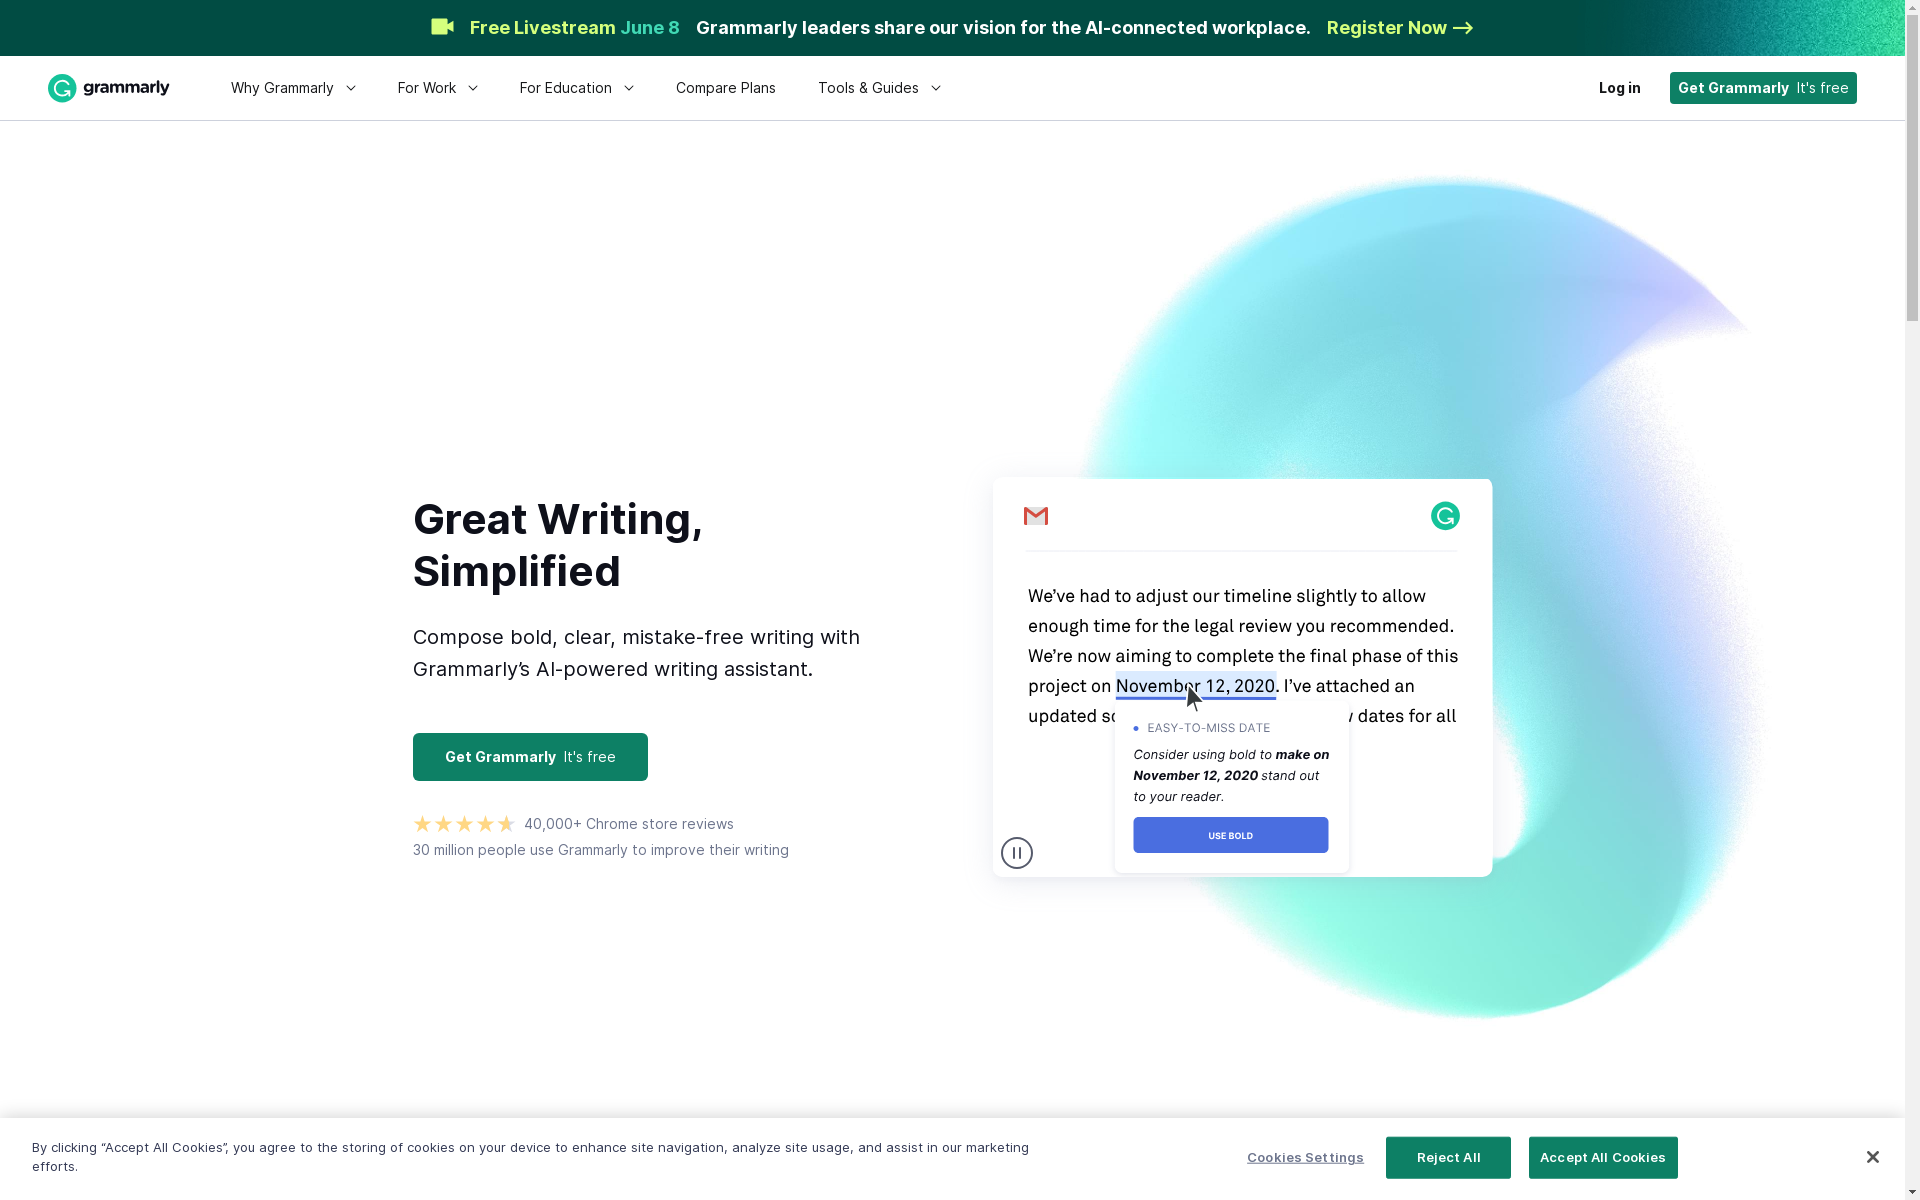 Free Livestream June 8 Grammarly leaders share our vision for the AI-connected workplace. Register Now →
grammarly Why Grammarly For Work For Education Compare Plans Tools & Guides Log in Get Grammarly It's free
Great Writing,
Simplified
Compose bold, clear, mistake-free writing with
Grammarly’s AI-powered writing assistant.
Get Grammarly It's free
40,000+ Chrome store reviews
30 million people use Grammarly to improve their writing
We’ve had to adjust our timeline slightly to allow
enough time for the legal review you recommended.
We’re now aiming to complete the final phase of this
project on November 12, 2020. I’ve attached an
updated dates for all
• EASY-TO-MISS DATE
Consider using bold to make on
November 12, 2020 stand out
to your reader.
USE BOLD
By clicking “Accept All Cookies”, you agree to the storing of cookies on your device to enhance site navigation, analyze site usage, and assist in our marketing
efforts.
Cookies Settings Reject All Accept All Cookies